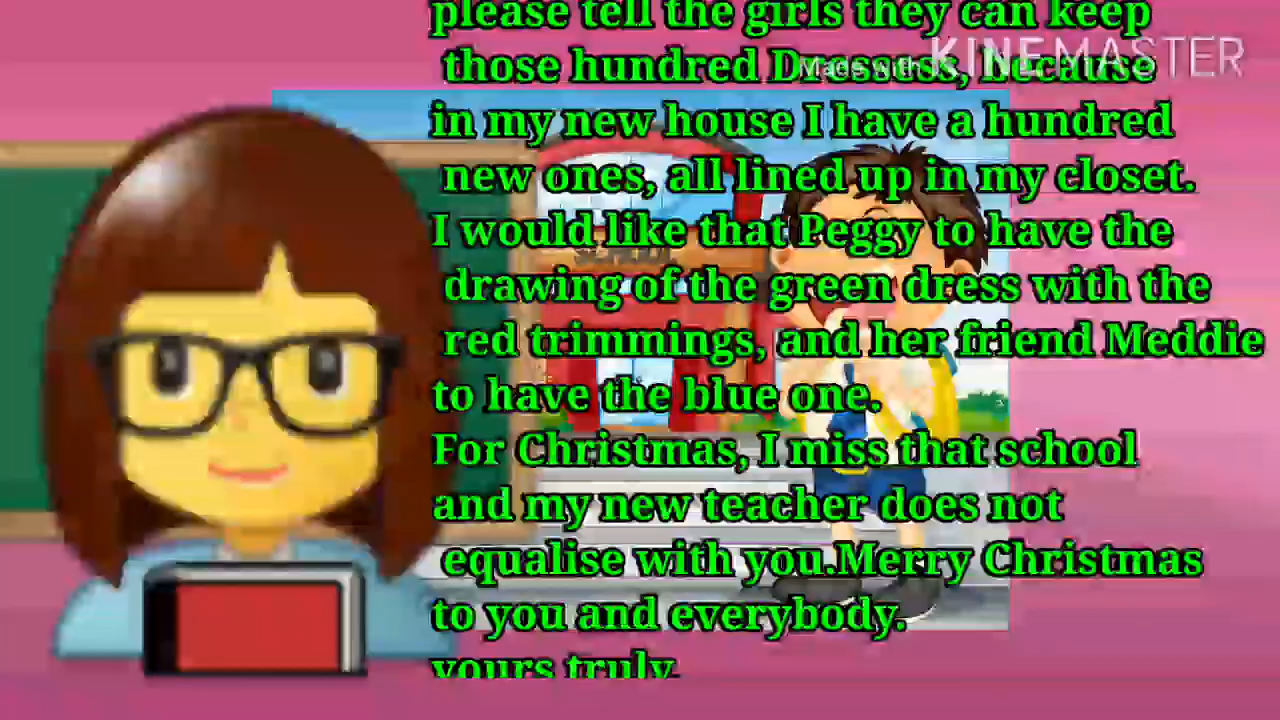 please tell the girls they can keep
Made with KINEMASTER
those hundred Dresses, because
in my new house I have a hundred
new ones, all lined up in my closet.
I would like that Peggy to have the
SCHOOL
drawing of the green dress with the
red trimmings, and her friend Meddie
to have the blue one.
For Christmas, I miss that school
and my new teacher does not
equalise with you.Merry Christmas
to you and everybody.
yours truly.